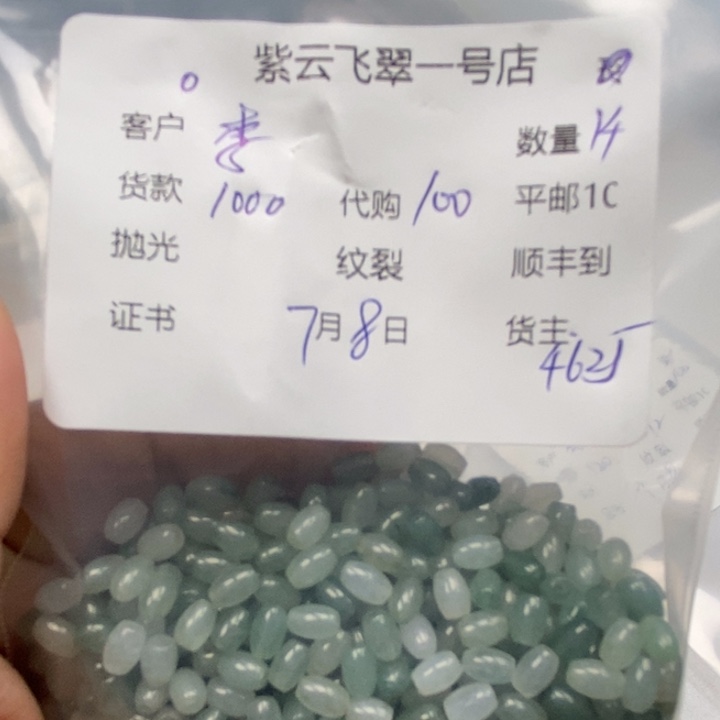 紫云飞翠一号店
客户 李 数量 14
货款 1000 代购 100 平邮1C
抛光 纹裂 顺丰到
证书 7月8日 货主
4625